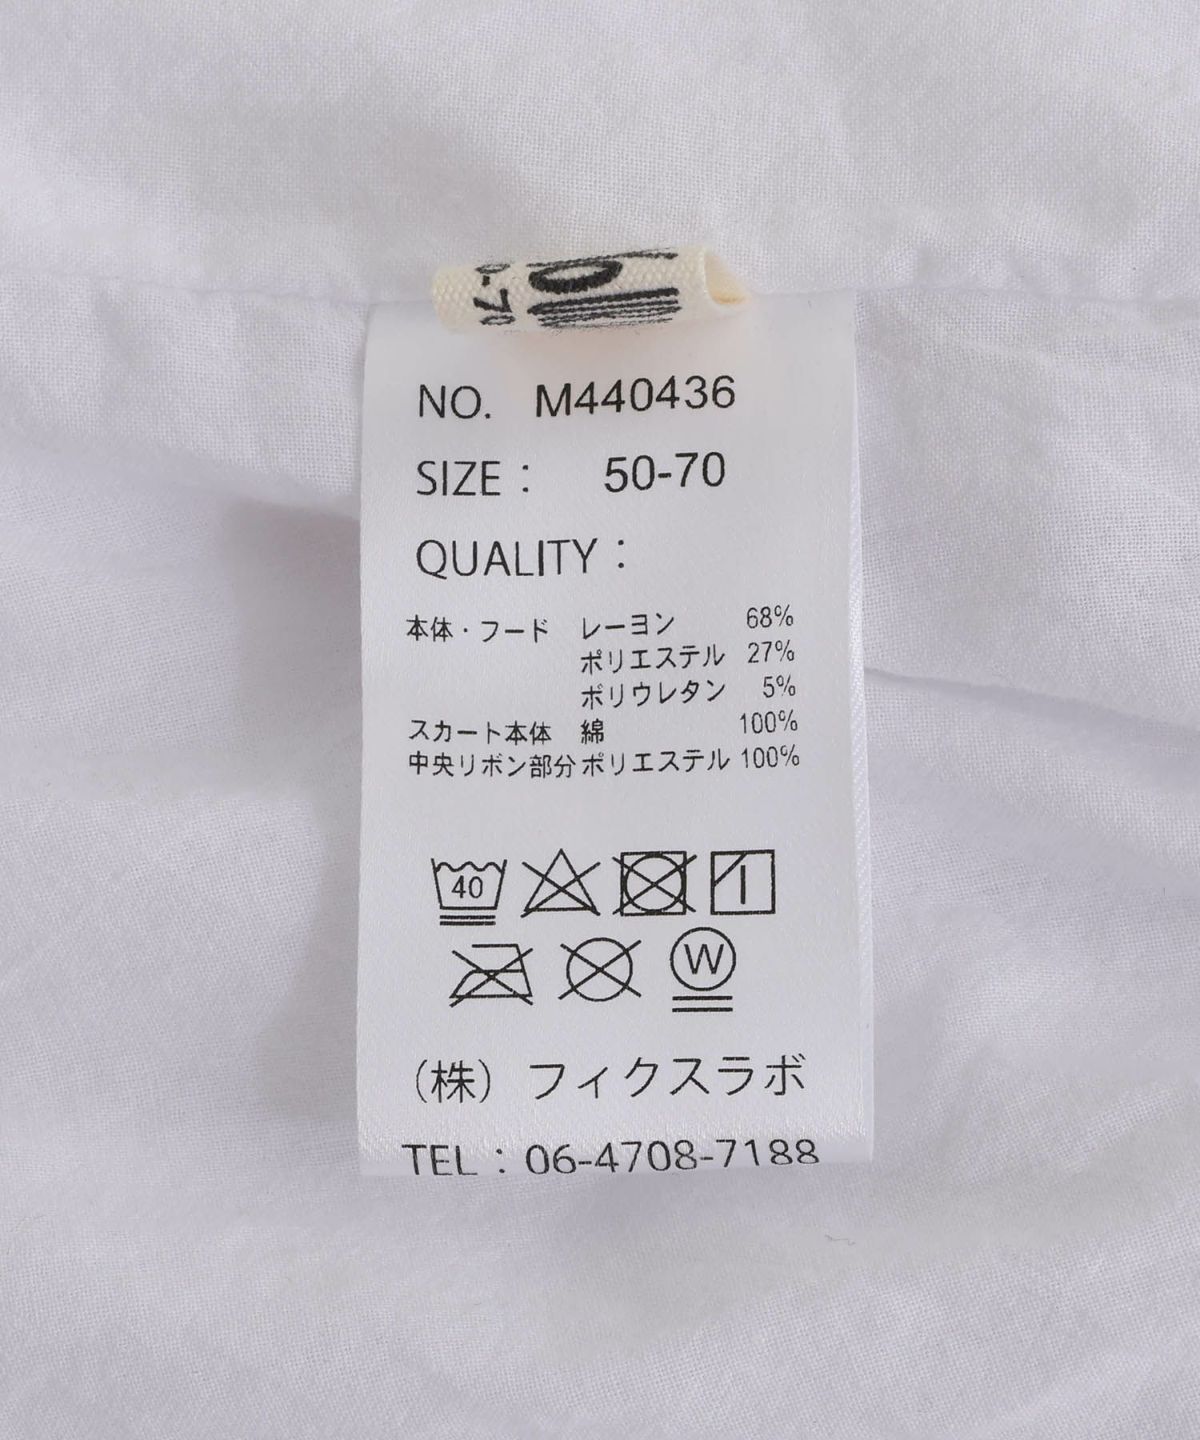 NO. M440436
SIZE： 50-70
QUALITY：
本体・フード レーヨン 68%
ポリエステル 27%
ポリウレタン 5%
スカート本体 綿 100%
中央リボン部分 ポリエステル 100%
40
W
（株）フィクスラボ
TEL：06-4708-7188